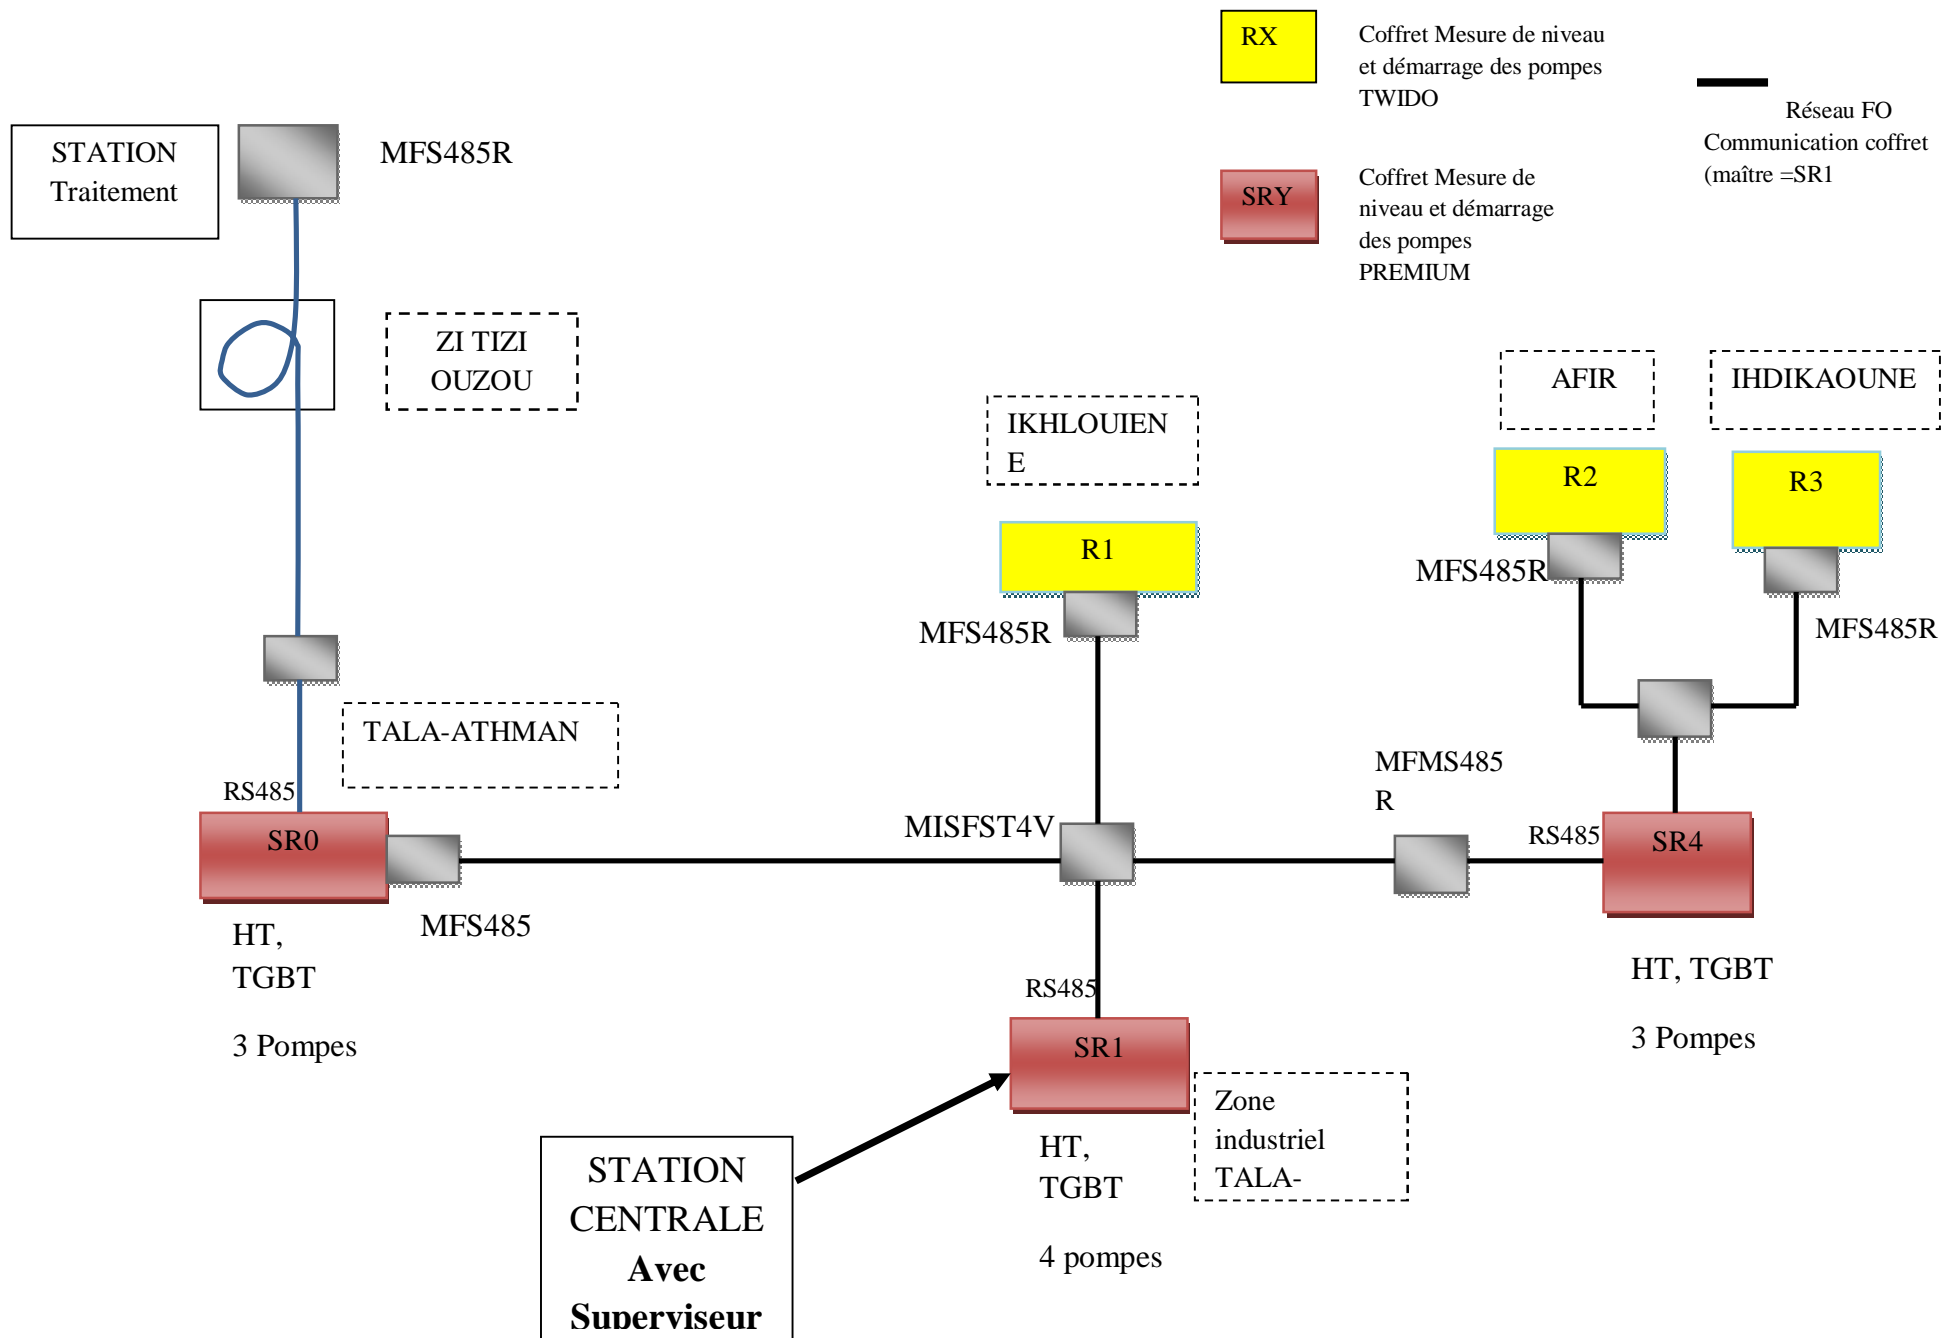 RX
Coffret Mesure de niveau
et démarrage des pompes
TWIDO
Réseau FO
Communication coffret
(maître =SR1
SRY
Coffret Mesure de
niveau et démarrage
des pompes
PREMIUM
STATION
Traitement
MFS485R
ZI TIZI
OUZOU
IKHLOUIEN
E
AFIR
IHDIKAOUNE
R1
R2
R3
MFS485R
MFS485R
MFS485R
TALA-ATHMAN
RS485
SR0
MFS485
HT,
TGBT
3 Pompes
MISFST4V
MFMS485
R
RS485
SR4
HT, TGBT
3 Pompes
RS485
SR1
Zone
industriel
TALA-
HT,
TGBT
4 pompes
STATION
CENTRALE
Avec
Superviseur